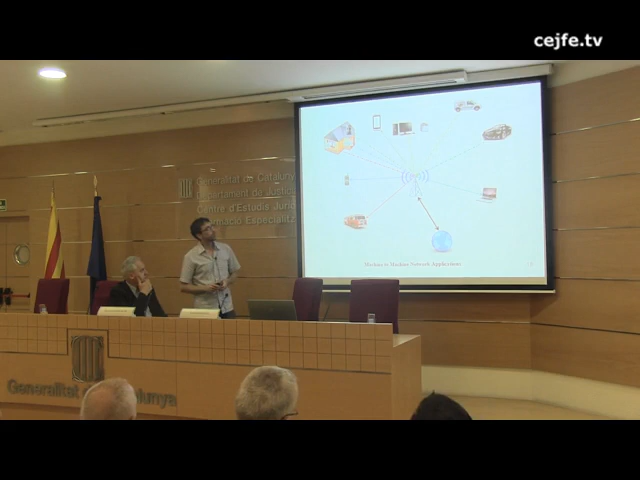 cejfe.tv
Generalitat de Catalunya
Departament de Justícia
Centre d'Estudis Jurídics
Formació Especialitz
Machine to Machine Network Applications
Generalitat de Catalunya